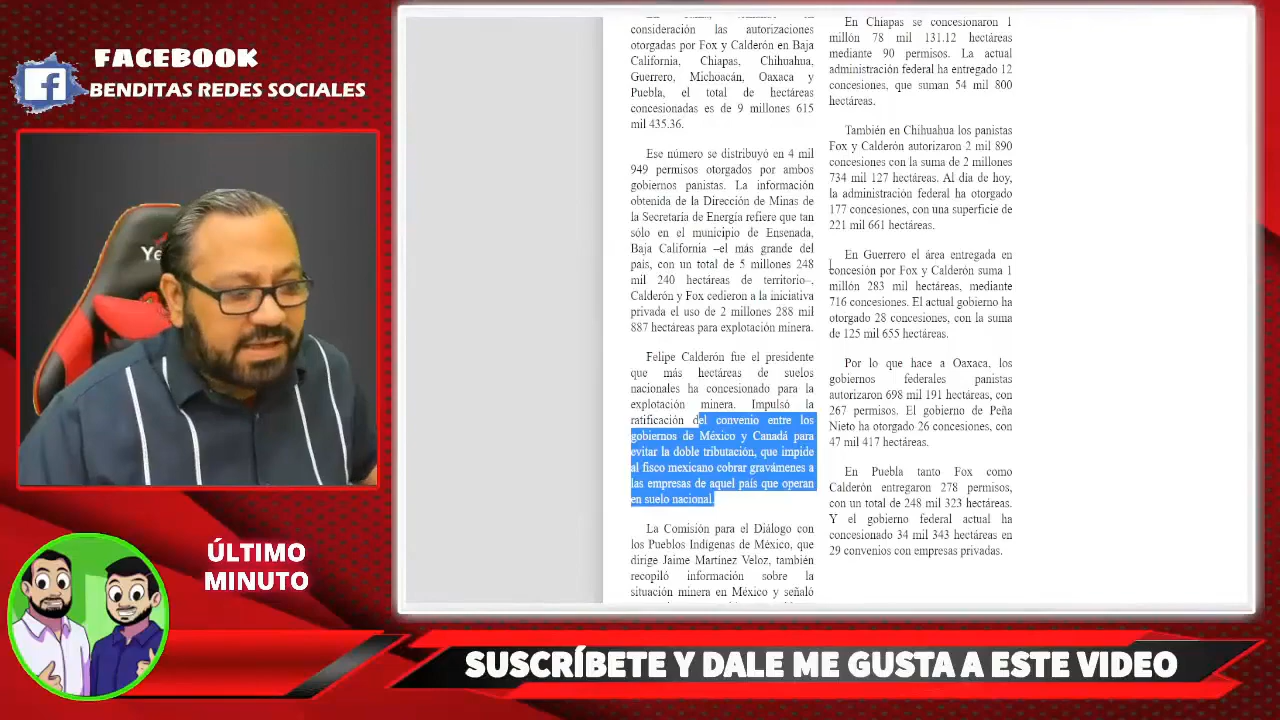 FACEBOOK
BENDITAS REDES SOCIALES
Ye
ÚLTIMO
MINUTO
consideración las autorizaciones
otorgadas por Fox y Calderón en Baja
California, Chiapas, Chihuahua,
Guerrero, Michoacán, Oaxaca y
Puebla, el total de hectáreas
concesionadas es de 9 millones 615
mil 435.36.
Ese número se distribuyó en 4 mil
949 permisos otorgados por ambos
gobiernos panistas. La información
obtenida de la Dirección de Minas de
la Secretaría de Energía refiere que tan
sólo en el municipio de Ensenada,
Baja California –el más grande del
país, con un total de 5 millones 248
mil 240 hectáreas de territorio–,
Calderón y Fox cedieron a la iniciativa
privada el uso de 2 millones 288 mil
887 hectáreas para explotación minera.
Felipe Calderón fue el presidente
que más hectáreas de suelos
nacionales ha concesionado para la
explotación minera. Impulsó la
ratificación del convenio entre los
gobiernos de México y Canadá para
evitar la doble tributación, que impide
al fisco mexicano cobrar gravámenes a
las empresas de aquel país que operan
en suelo nacional.
La Comisión para el Diálogo con
los Pueblos Indígenas de México, que
dirige Jaime Martínez Veloz, también
recopiló información sobre la
situación minera en México y señaló
En Chiapas se concesionaron 1
millón 78 mil 131.12 hectáreas
mediante 90 permisos. La actual
administración federal ha entregado 12
concesiones, que suman 54 mil 800
hectáreas.
También en Chihuahua los panistas
Fox y Calderón autorizaron 2 mil 890
concesiones con la suma de 2 millones
734 mil 127 hectáreas. Al día de hoy,
la administración federal ha otorgado
177 concesiones, con una superficie de
221 mil 661 hectáreas.
En Guerrero el área entregada en
concesión por Fox y Calderón suma 1
millón 283 mil hectáreas, mediante
716 concesiones. El actual gobierno ha
otorgado 28 concesiones, con la suma
de 125 mil 655 hectáreas.
Por lo que hace a Oaxaca, los
gobiernos federales panistas
autorizaron 698 mil 191 hectáreas, con
267 permisos. El gobierno de Peña
Nieto ha otorgado 26 concesiones, con
47 mil 417 hectáreas.
En Puebla tanto Fox como
Calderón entregaron 278 permisos,
con un total de 248 mil 323 hectáreas.
Y el gobierno federal actual ha
concesionado 34 mil 343 hectáreas en
29 convenios con empresas privadas.
SUSCRÍBETE Y DALE ME GUSTA A ESTE VIDEO